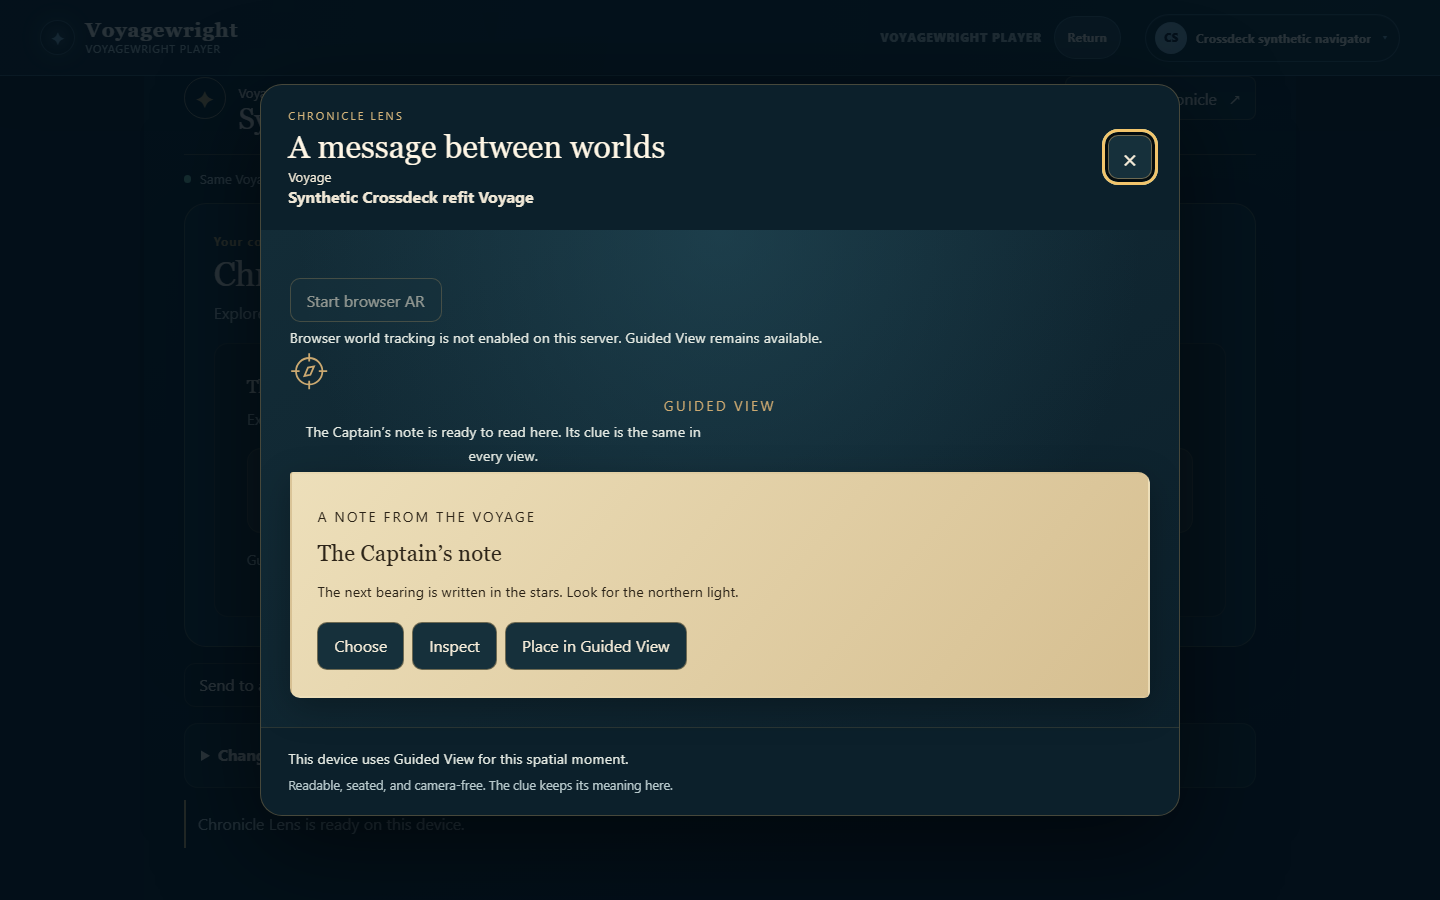 Voyagewright
VOYAGEWRIGHT PLAYER
VOYAGEWRIGHT PLAYER
Return
CS
Crossdeck synthetic navigator
CHRONICLE LENS
A message between worlds
Voyage
Synthetic Crossdeck refit Voyage
×
Start browser AR
Browser world tracking is not enabled on this server. Guided View remains available.
GUIDED VIEW
The Captain’s note is ready to read here. Its clue is the same in
every view.
A NOTE FROM THE VOYAGE
The Captain’s note
The next bearing is written in the stars. Look for the northern light.
Choose
Inspect
Place in Guided View
This device uses Guided View for this spatial moment.
Readable, seated, and camera-free. The clue keeps its meaning here.
Same
Your
Send to
Chronicle Lens is ready on this device.